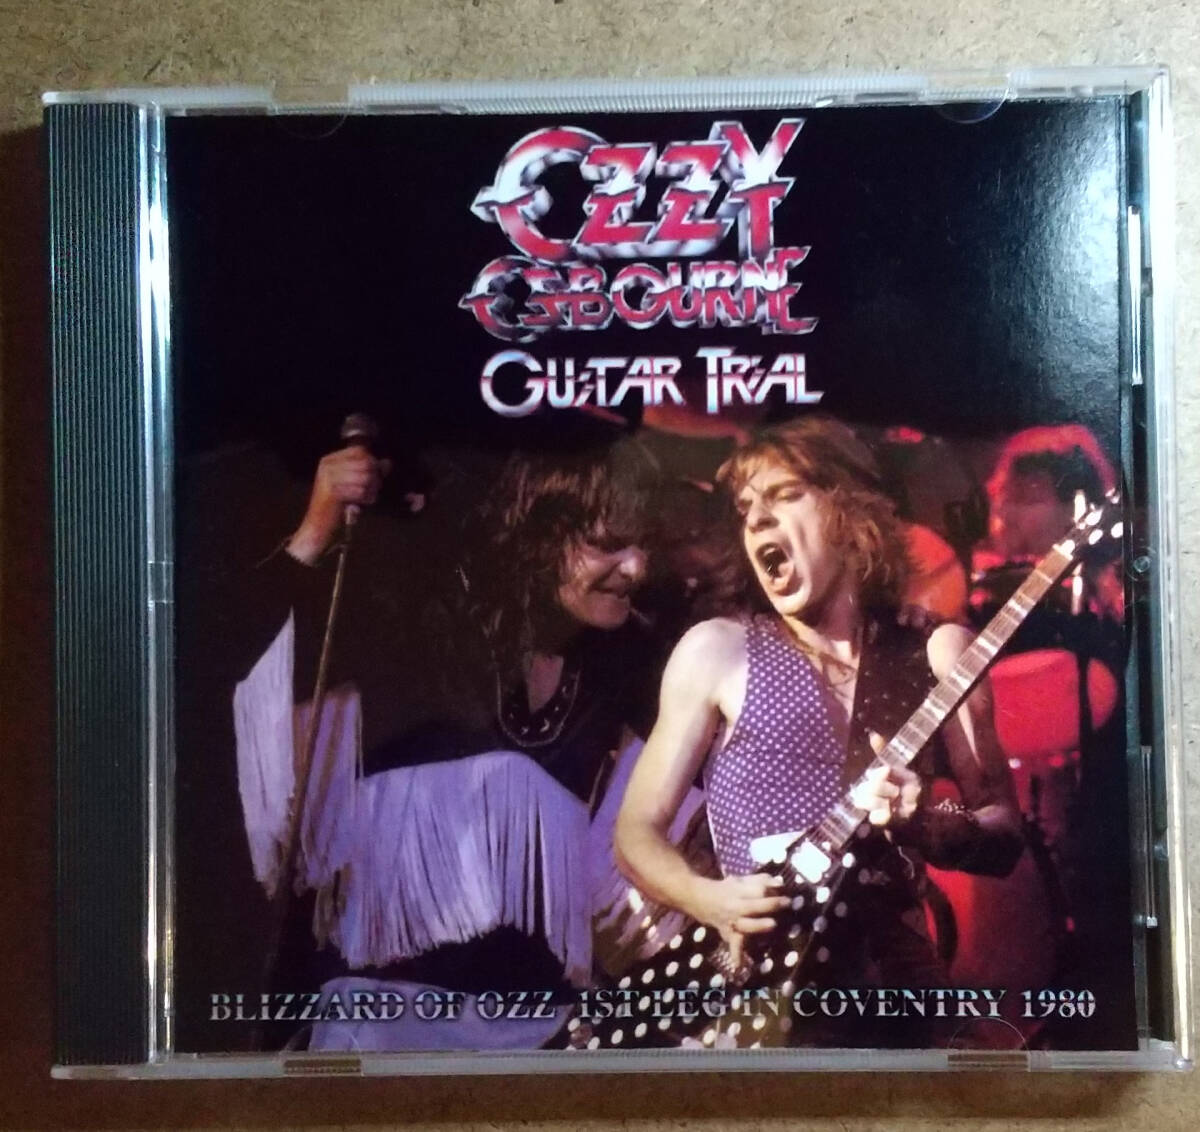 OZZY
OSBOURNE
GUITAR TRIAL
BLIZZARD OF OZZ 1ST LEG IN COVENTRY 1980